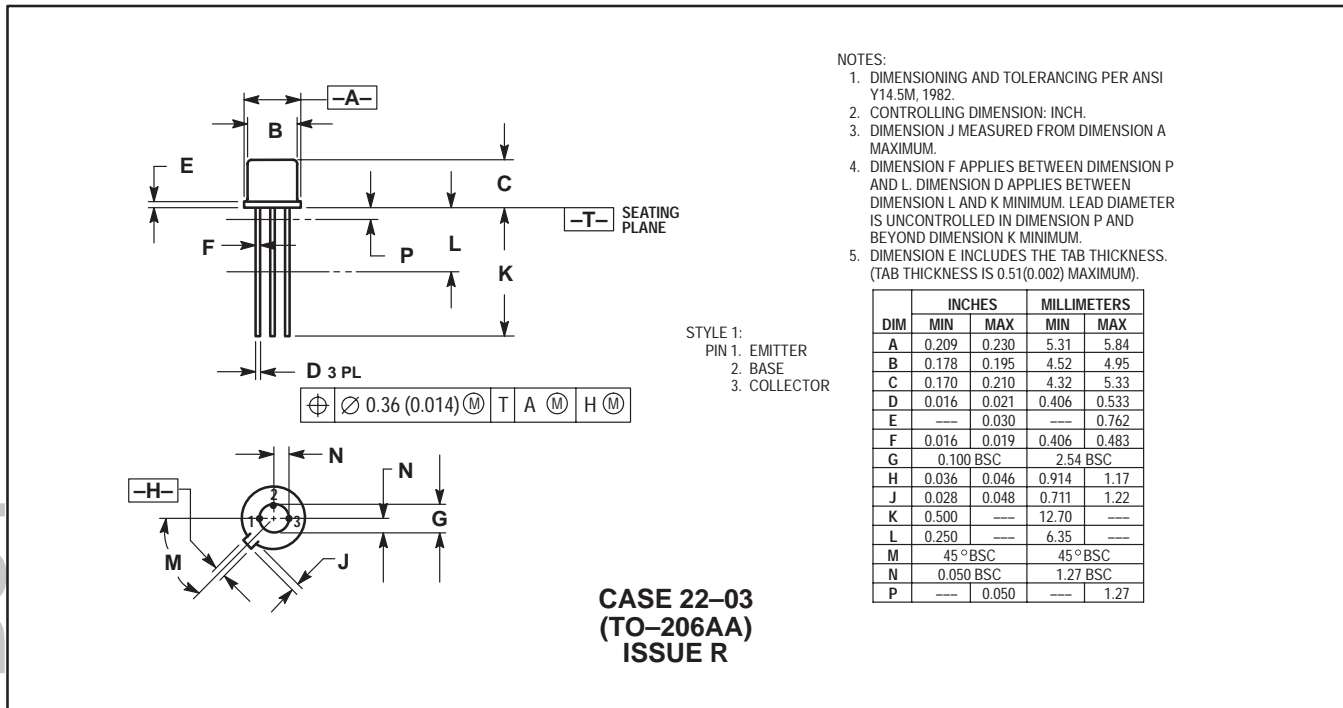 –A–
B
E
C
–T– SEATING
PLANE
F
P
L
K
D 3 PL
⌖ ∅ 0.36 (0.014) Ⓜ T A Ⓜ H Ⓜ
N
N
–H–
2
1 3
G
M
J
STYLE 1:
PIN 1. EMITTER
2. BASE
3. COLLECTOR
CASE 22–03
(TO–206AA)
ISSUE R
NOTES:
1. DIMENSIONING AND TOLERANCING PER ANSI
Y14.5M, 1982.
2. CONTROLLING DIMENSION: INCH.
3. DIMENSION J MEASURED FROM DIMENSION A
MAXIMUM.
4. DIMENSION F APPLIES BETWEEN DIMENSION P
AND L. DIMENSION D APPLIES BETWEEN
DIMENSION L AND K MINIMUM. LEAD DIAMETER
IS UNCONTROLLED IN DIMENSION P AND
BEYOND DIMENSION K MINIMUM.
5. DIMENSION E INCLUDES THE TAB THICKNESS.
(TAB THICKNESS IS 0.51(0.002) MAXIMUM).
INCHES MILLIMETERS
DIM MIN MAX MIN MAX
A 0.209 0.230 5.31 5.84
B 0.178 0.195 4.52 4.95
C 0.170 0.210 4.32 5.33
D 0.016 0.021 0.406 0.533
E ––– 0.030 ––– 0.762
F 0.016 0.019 0.406 0.483
G 0.100 BSC 2.54 BSC
H 0.036 0.046 0.914 1.17
J 0.028 0.048 0.711 1.22
K 0.500 ––– 12.70 –––
L 0.250 ––– 6.35 –––
M 45 °BSC 45 °BSC
N 0.050 BSC 1.27 BSC
P ––– 0.050 ––– 1.27